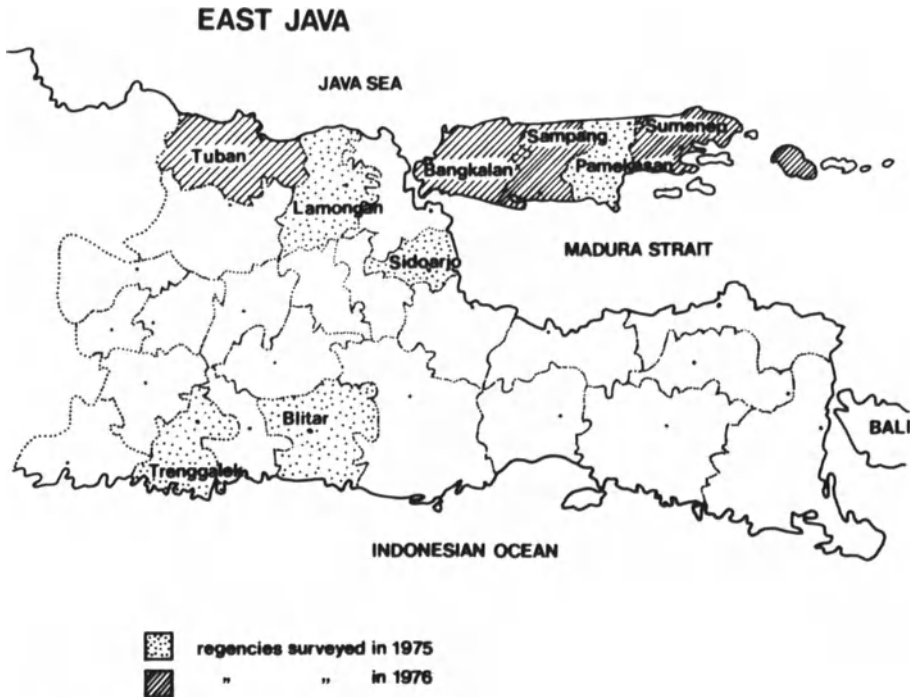 EAST JAVA
JAVA SEA
Tuban
Lamongan
Sidoarjo
Bangkalan
Sampang
Pamekasan
Sumenep
MADURA STRAIT
Blitar
Trenggalek
BALI
INDONESIAN OCEAN
regencies surveyed in 1975
„ „ in 1976